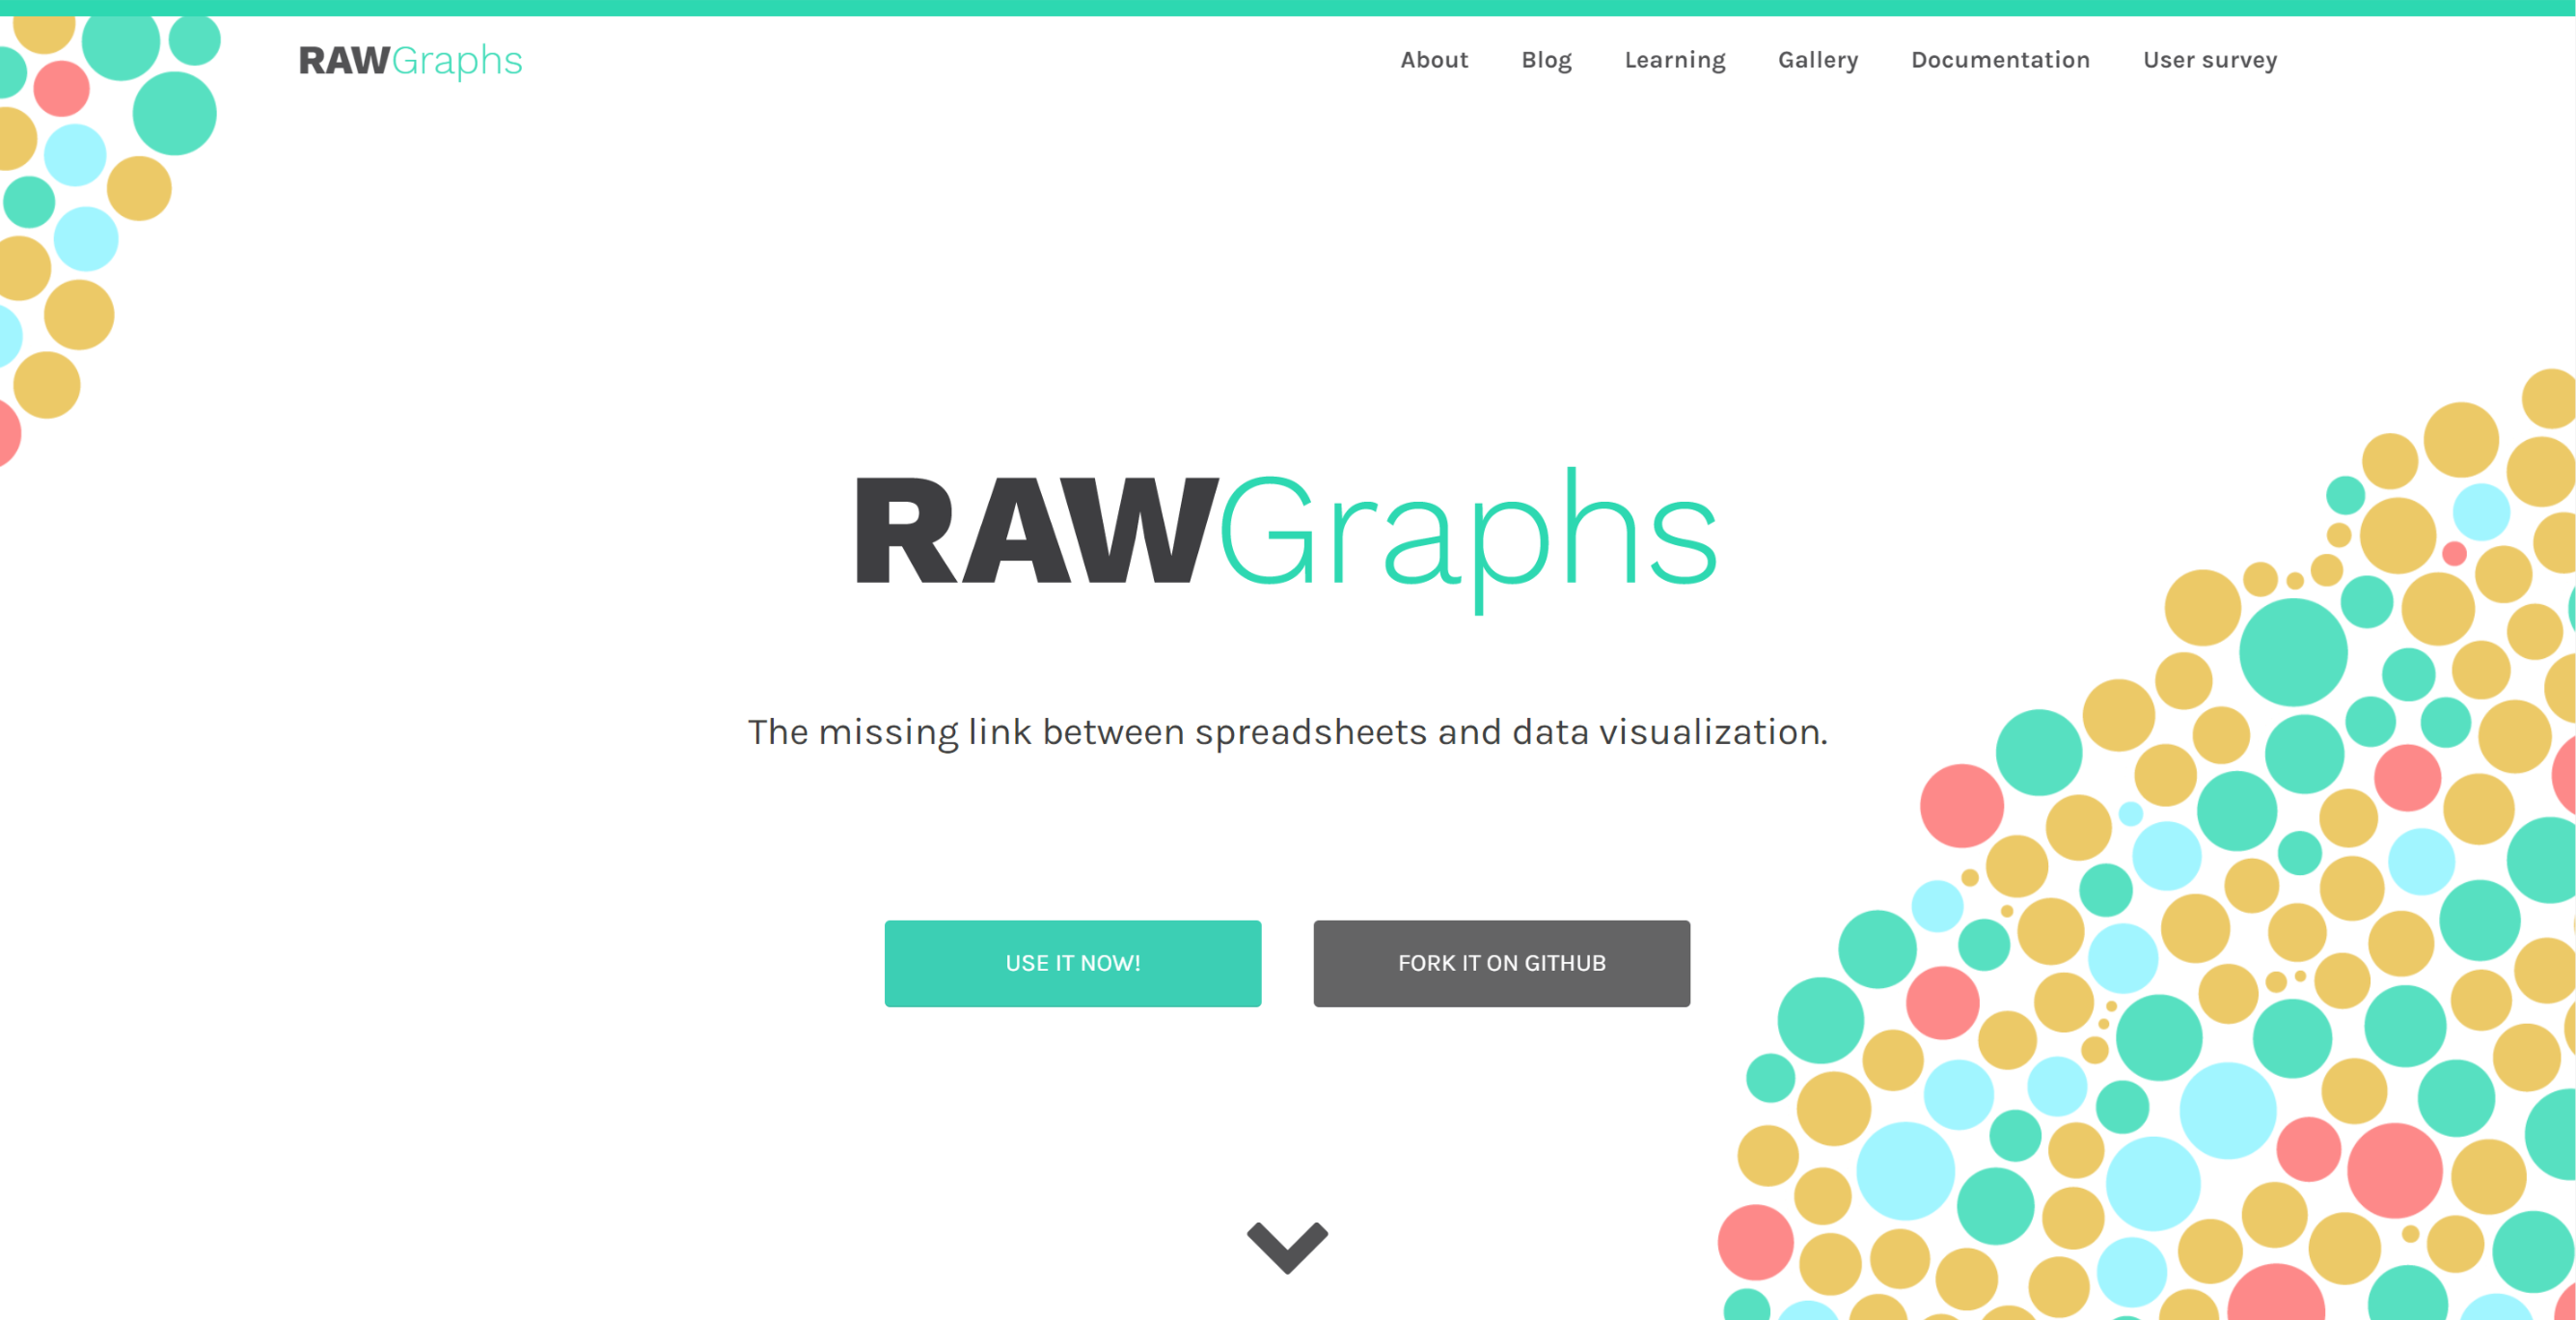 RAWGraphs
About Blog Learning Gallery Documentation User survey
RAWGraphs
The missing link between spreadsheets and data visualization.
USE IT NOW!
FORK IT ON GITHUB